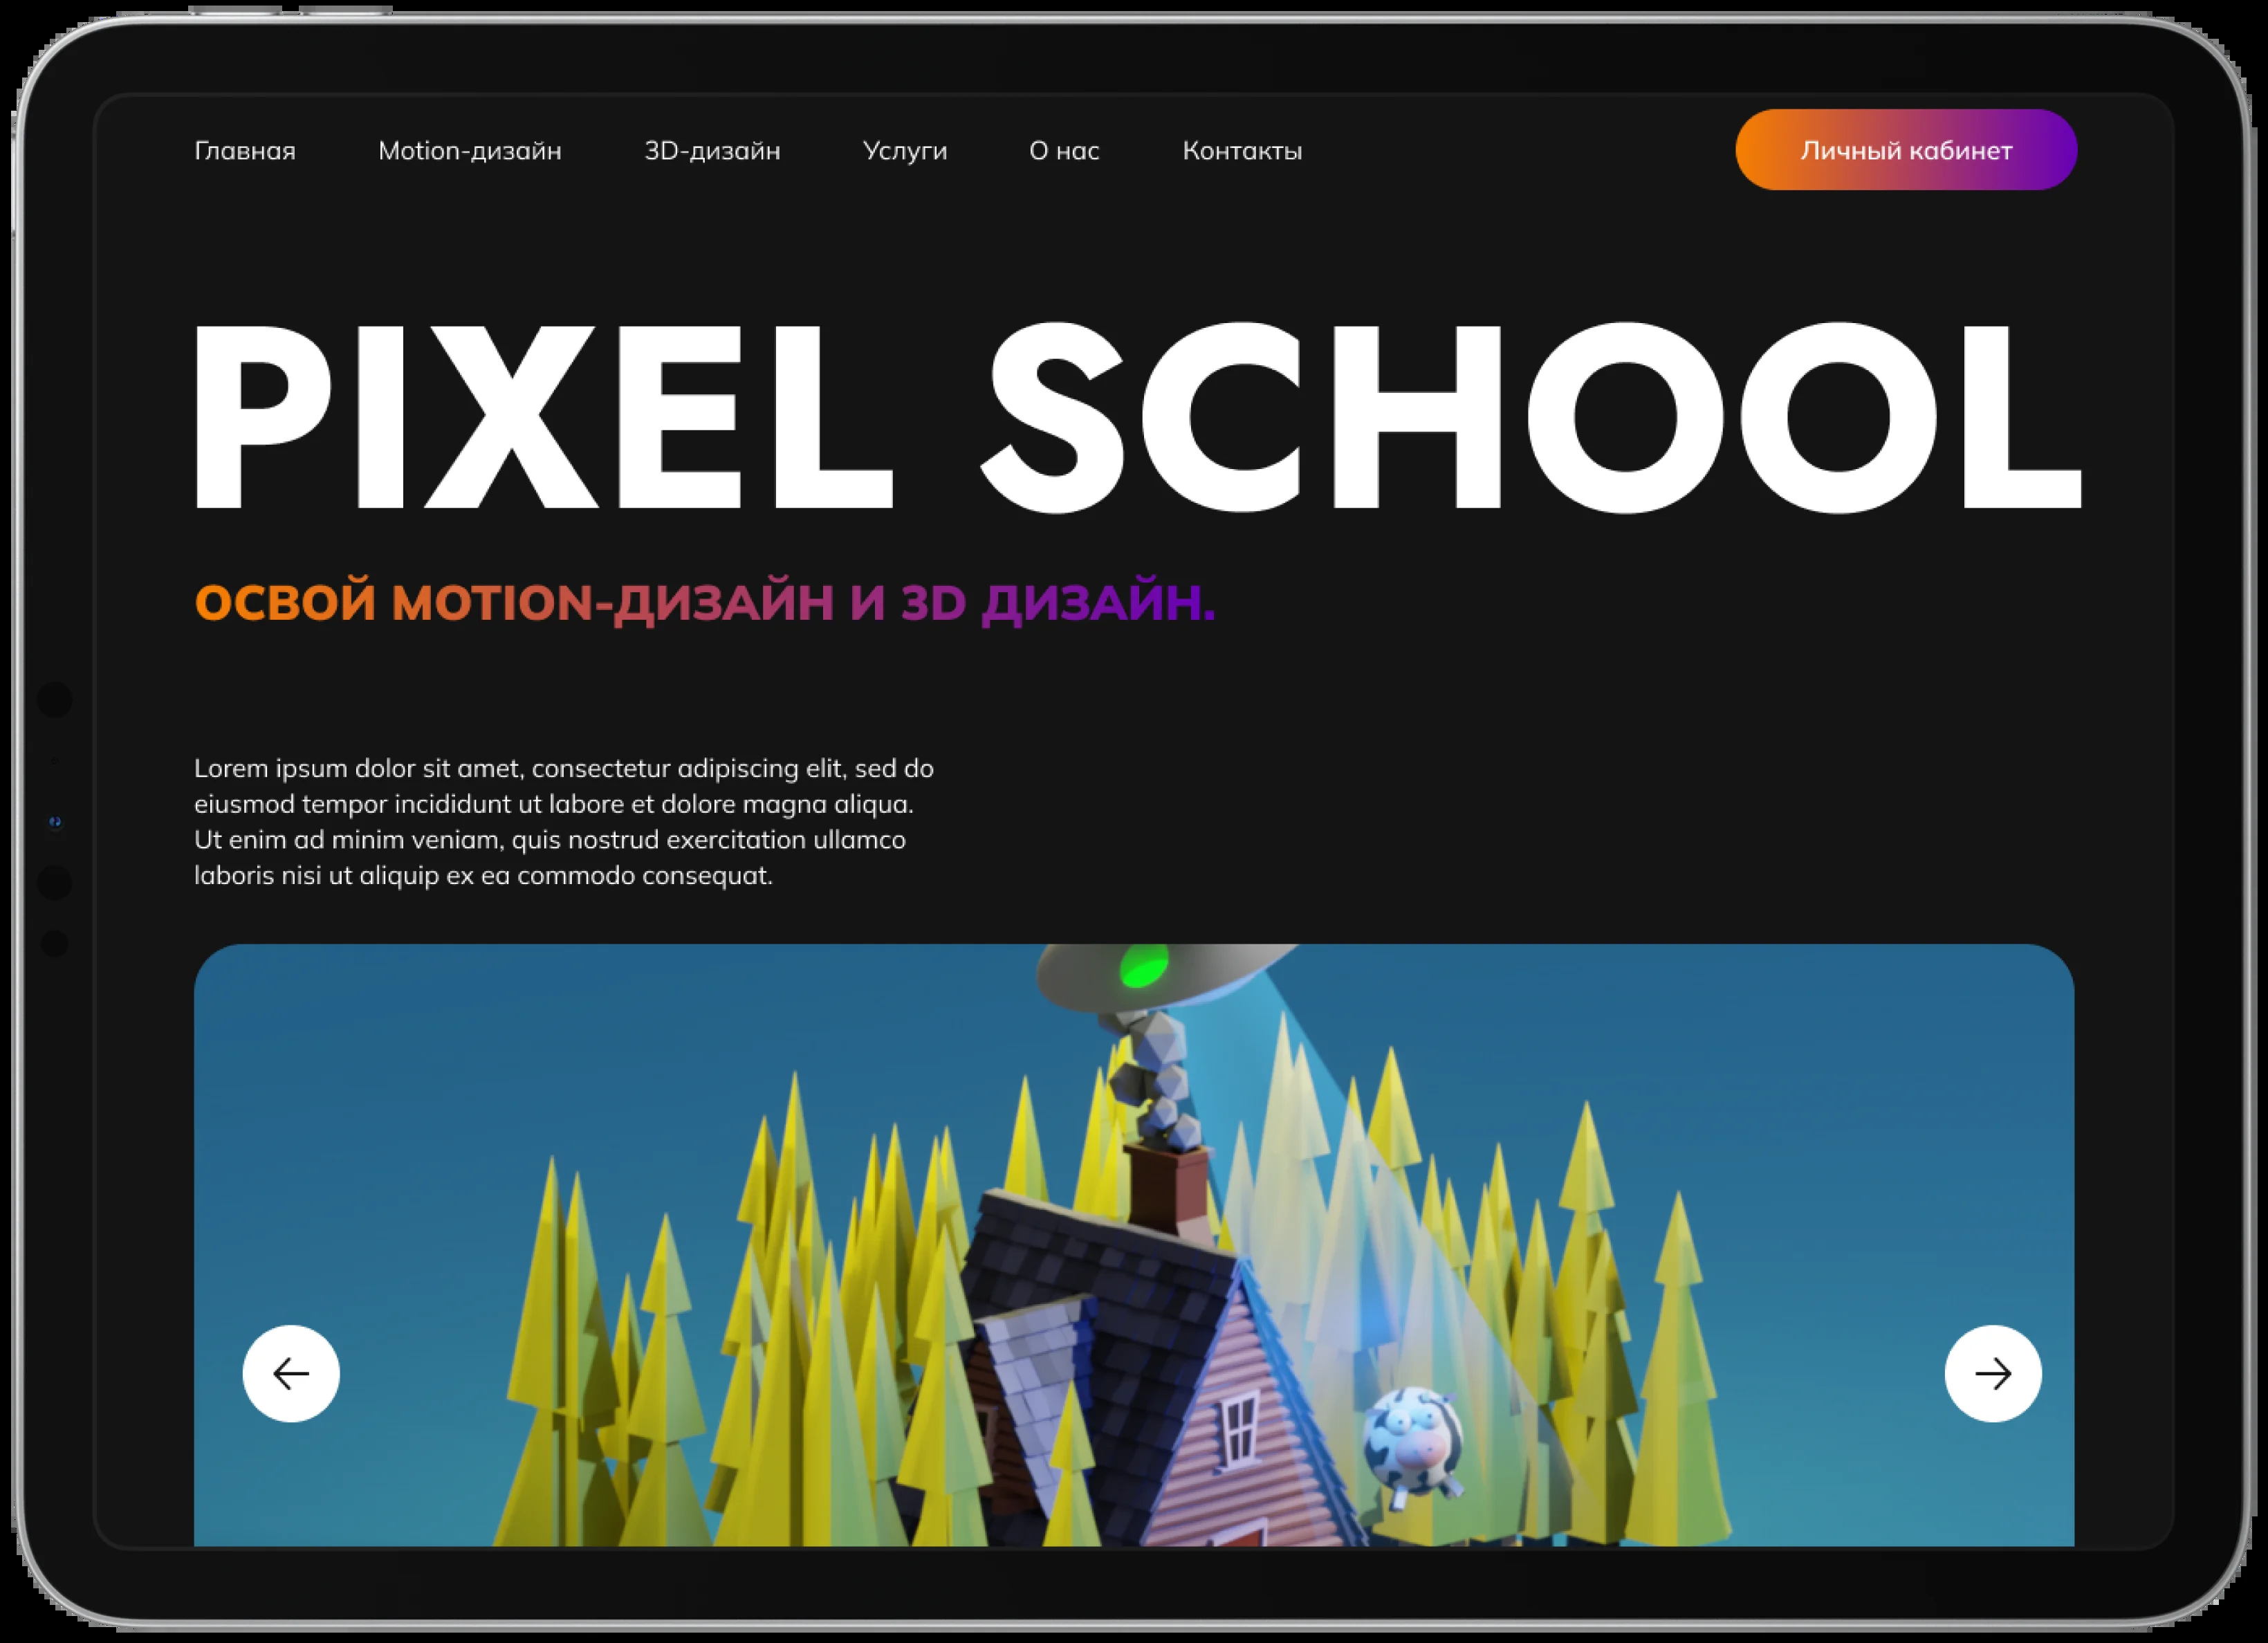 Главная Motion-дизайн 3D-дизайн Услуги О нас Контакты Личный кабинет
PIXEL SCHOOL
ОСВОЙ MOTION-ДИЗАЙН И 3D ДИЗАЙН.
Lorem ipsum dolor sit amet, consectetur adipiscing elit, sed do
eiusmod tempor incididunt ut labore et dolore magna aliqua.
Ut enim ad minim veniam, quis nostrud exercitation ullamco
laboris nisi ut aliquip ex ea commodo consequat.